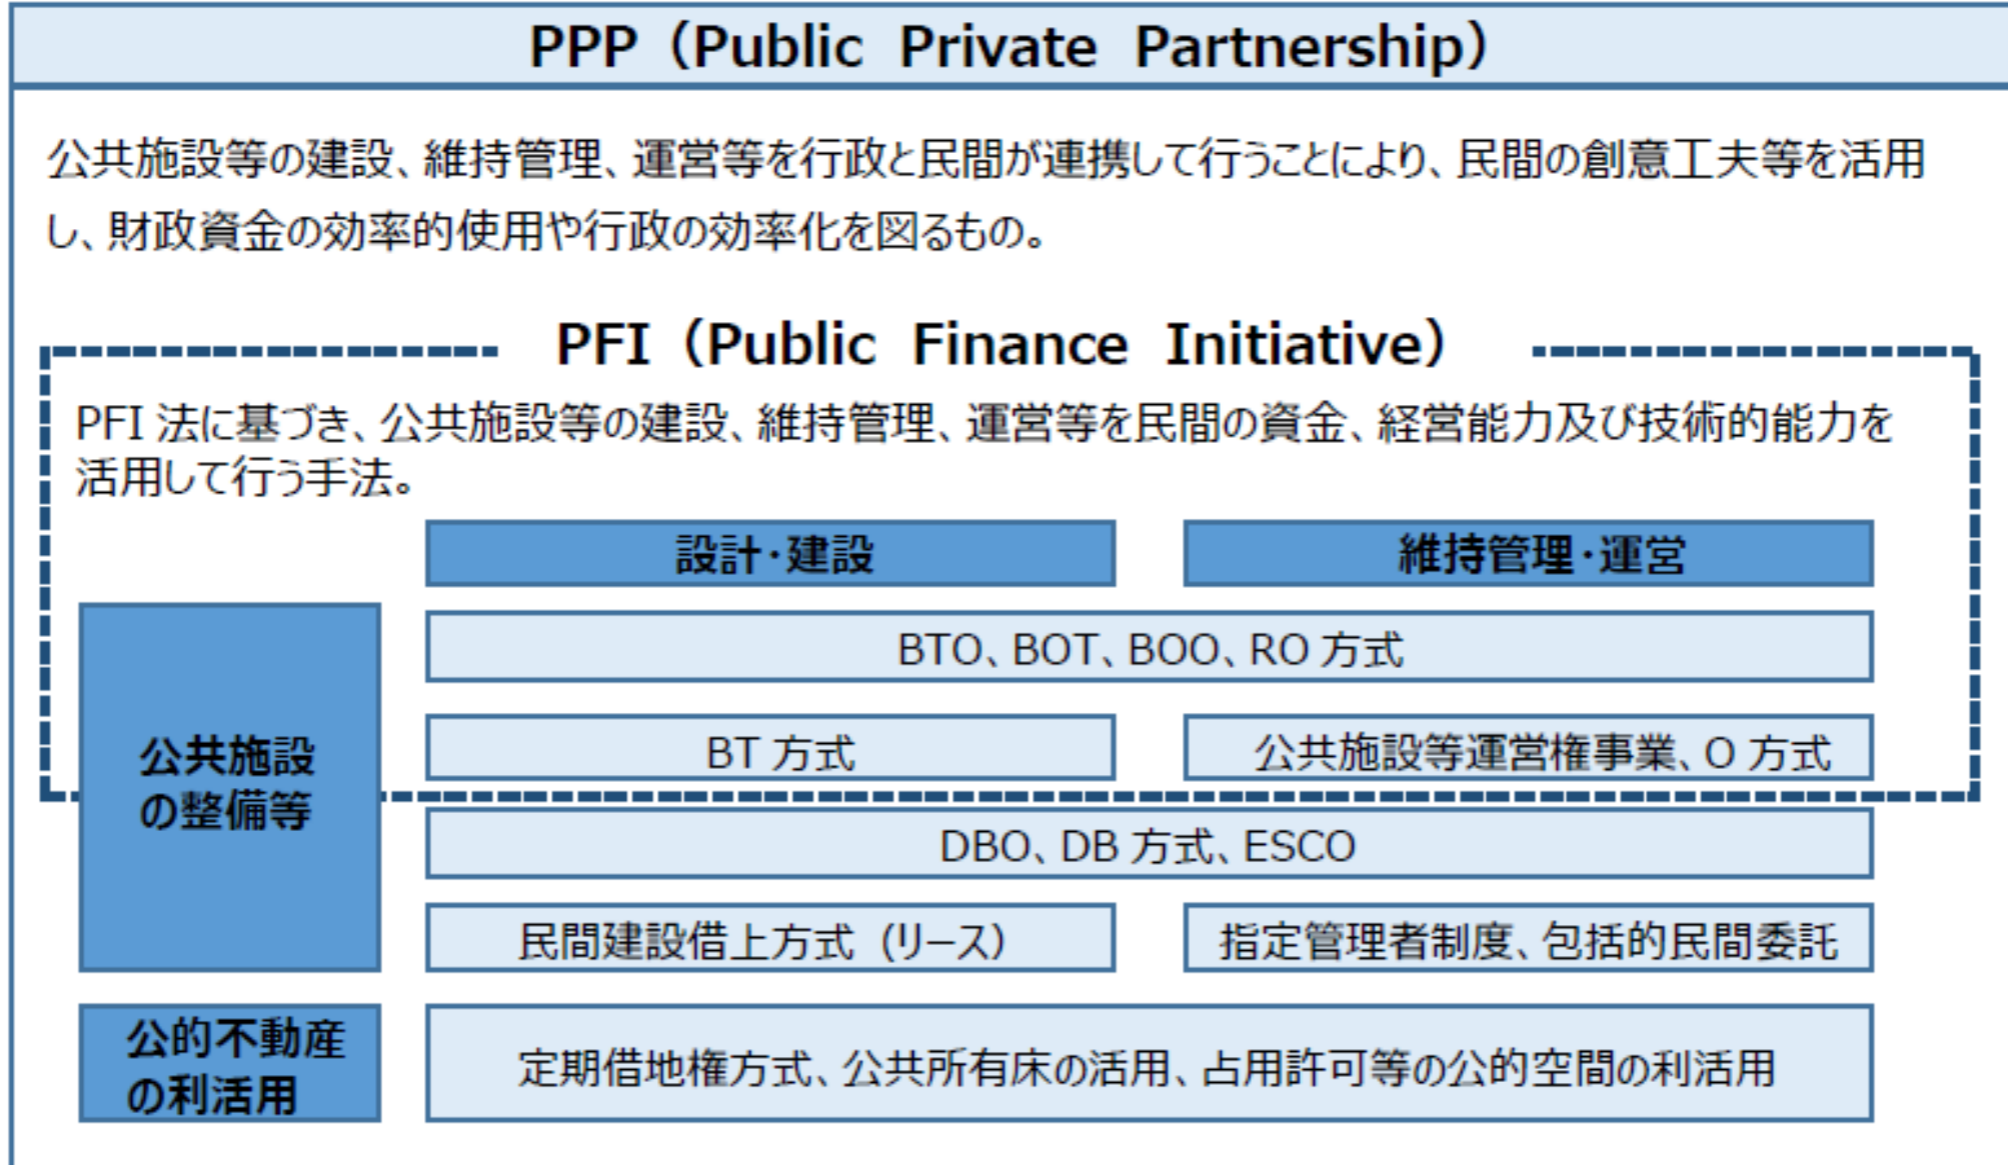 PPP（Public Private Partnership）
公共施設等の建設、維持管理、運営等を行政と民間が連携して行うことにより、民間の創意工夫等を活用
し、財政資金の効率的使用や行政の効率化を図るもの。
PFI（Public Finance Initiative）
PFI 法に基づき、公共施設等の建設、維持管理、運営等を民間の資金、経営能力及び技術的能力を
活用して行う手法。
設計・建設
維持管理・運営
公共施設
の整備等
BTO、BOT、BOO、RO 方式
BT 方式
公共施設等運営権事業、O 方式
DBO、DB 方式、ESCO
民間建設借上方式（リース）
指定管理者制度、包括的民間委託
公的不動産
の利活用
定期借地権方式、公共所有床の活用、占用許可等の公的空間の利活用